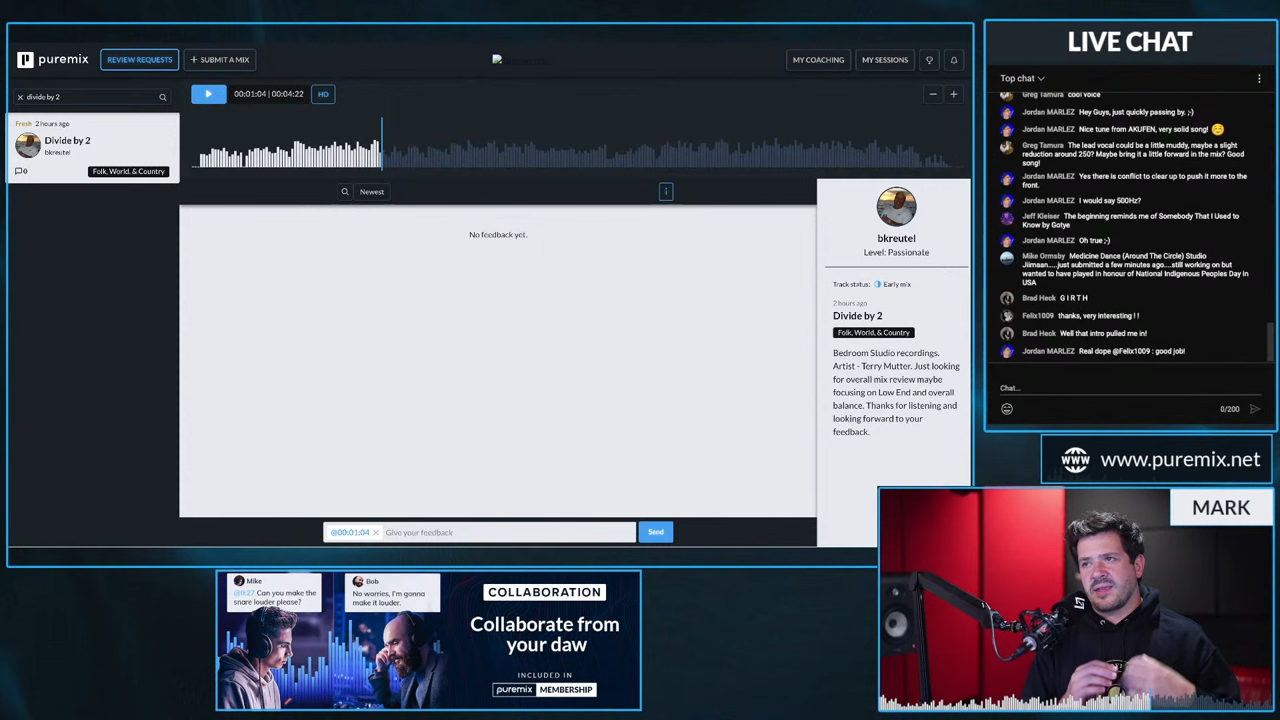 puremix
REVIEW REQUESTS
+ SUBMIT A MIX
MY COACHING
MY SESSIONS
divide by 2
00:01:04 | 00:04:22
HD
Fresh 2 hours ago
Divide by 2
bkreutel
0
Folk, World, & Country
Newest
i
No feedback yet.
@00:01:04 × Give your feedback
Send
bkreutel
Level: Passionate
Track status: Early mix
2 hours ago
Divide by 2
Folk, World, & Country
Bedroom Studio recordings.
Artist - Terry Mutter. Just looking
for overall mix review maybe
focusing on Low End and overall
balance. Thanks for listening and
looking forward to your
feedback.
LIVE CHAT
Top chat
Greg Tamura cool voice
Jordan MARLEZ Hey Guys, just quickly passing by. ;-)
Jordan MARLEZ Nice tune from AKUFEN, very solid song! ☺️
Greg Tamura The lead vocal could be a little muddy, maybe a slight
reduction around 250? Maybe bring it a little forward in the mix? Good
song!
Jordan MARLEZ Yes there is conflict to clear up to push it more to the
front.
Jordan MARLEZ I would say 500Hz?
Jeff Kleiser The beginning reminds me of Somebody That I Used to
Know by Gotye
Jordan MARLEZ Oh true ;-)
Mike Ormsby Medicine Dance (Around The Circle) Studio
Jiimaan.....just submitted a few minutes ago....still working on but
wanted to have played in honour of National Indigenous Peoples Day in
USA
Brad Heck G I R T H
Felix1009 thanks, very interesting ! !
Brad Heck Well that intro pulled me in!
Jordan MARLEZ Real dope @Felix1009 : good job!
Chat...
0/200
WWW
www.puremix.net
MARK
Mike
@0:27 Can you make the
snare louder please?
Bob
No worries, I'm gonna
make it louder.
COLLABORATION
Collaborate from
your daw
INCLUDED IN
puremix MEMBERSHIP